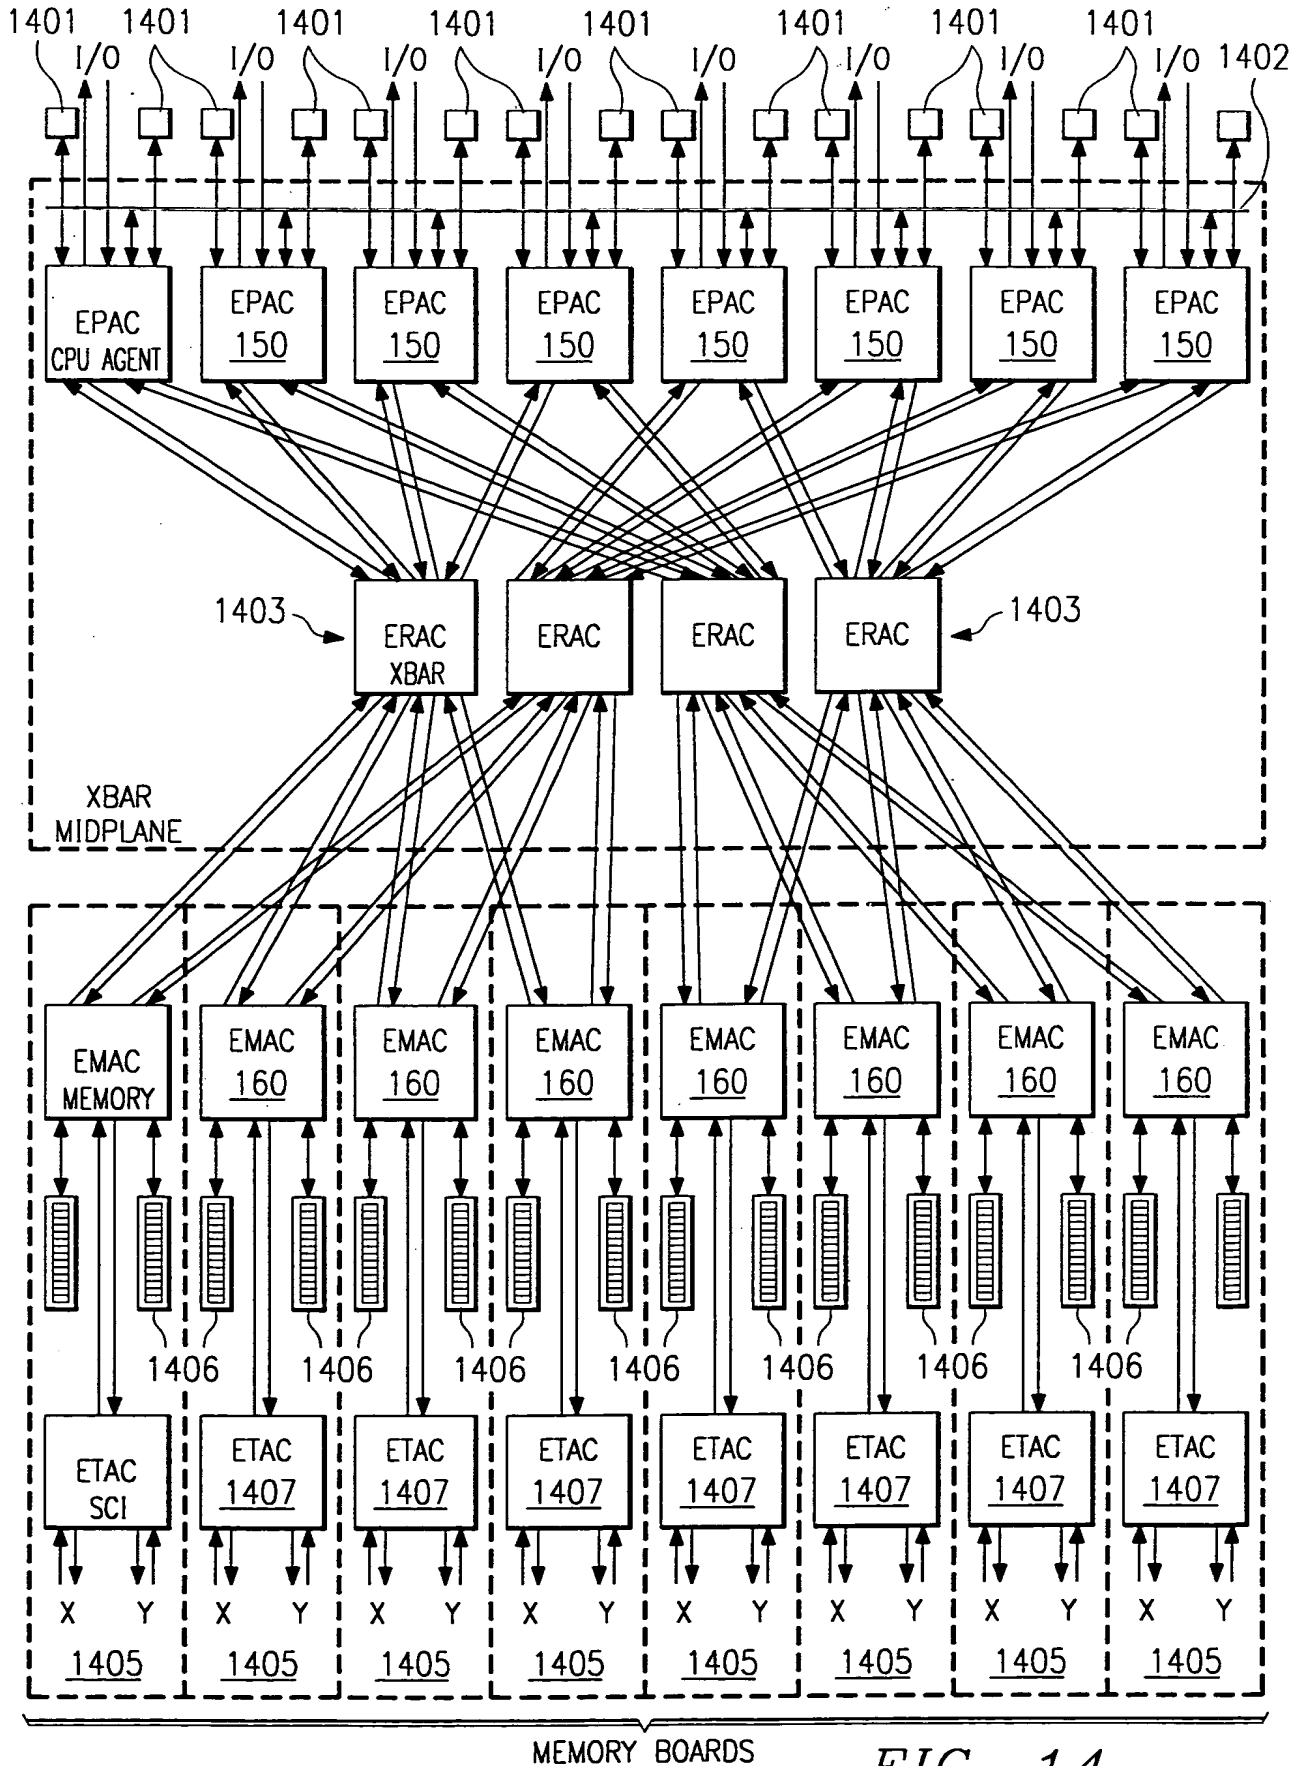 1401 1401 1401 1401 1401 1401 1401 1401
I/O I/O I/O I/O I/O I/O I/O I/O 1402
EPAC EPAC EPAC EPAC EPAC EPAC EPAC EPAC
CPU AGENT 150 150 150 150 150 150 150
1403 ERAC ERAC ERAC ERAC 1403
XBAR
XBAR
MIDPLANE
EMAC EMAC EMAC EMAC EMAC EMAC EMAC EMAC
MEMORY 160 160 160 160 160 160 160
1406 1406 1406 1406 1406 1406 1406
ETAC ETAC ETAC ETAC ETAC ETAC ETAC ETAC
SCI 1407 1407 1407 1407 1407 1407 1407
X Y X Y X Y X Y X Y X Y X Y X Y
1405 1405 1405 1405 1405 1405 1405 1405
MEMORY BOARDS
FIG. 14